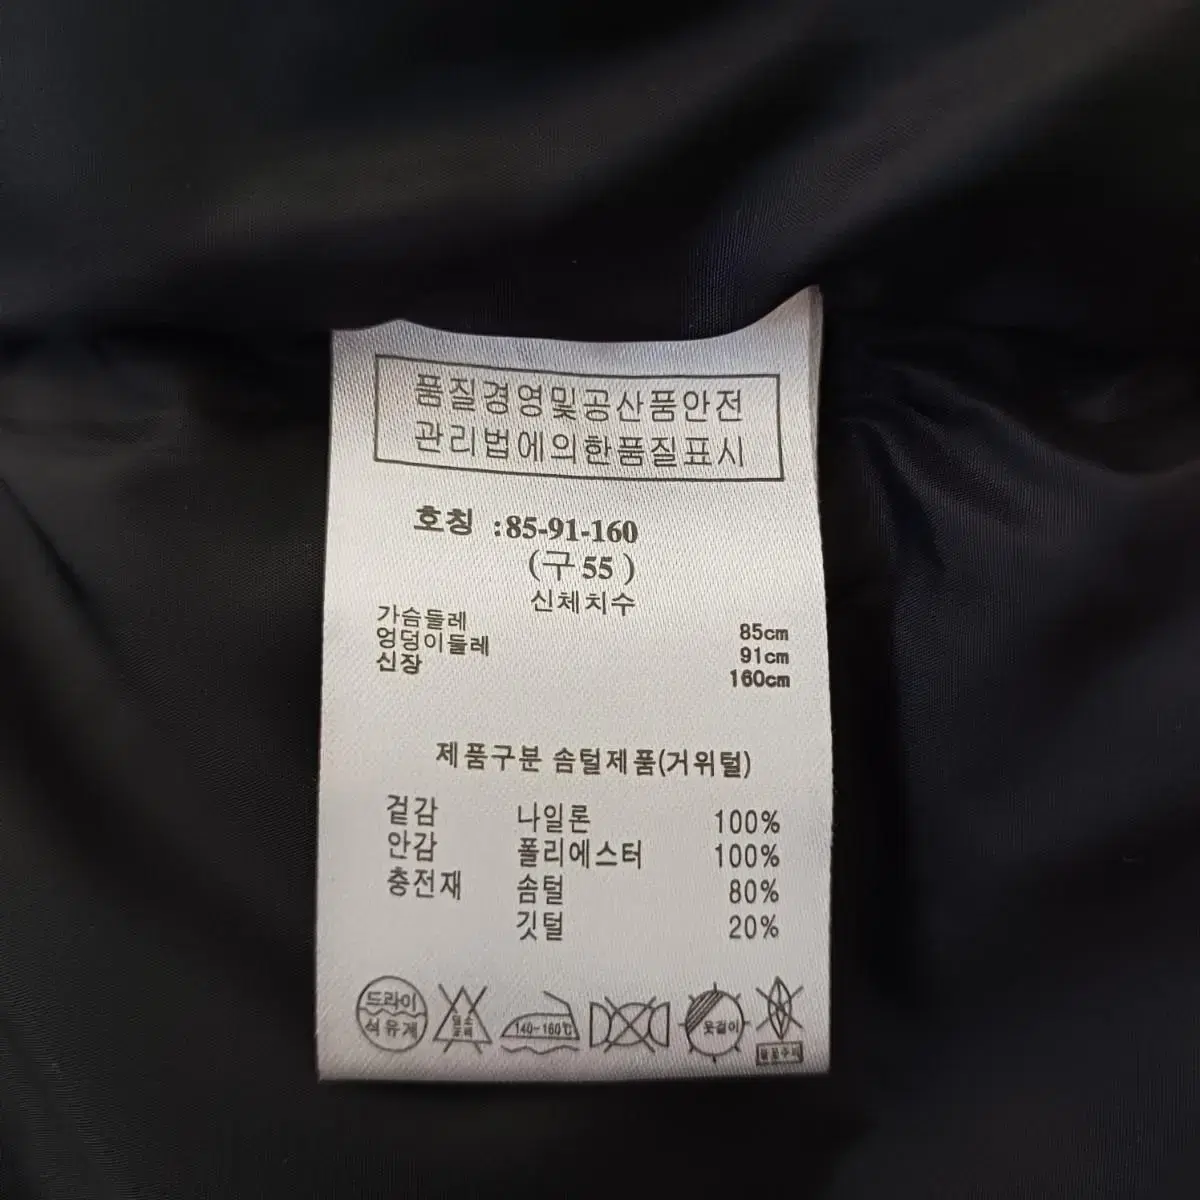 품질경영및공산품안전
관리법에의한품질표시
호칭 :85-91-160
(구55)
신체치수
가슴둘레 85cm
엉덩이둘레 91cm
신장 160cm
제품구분 솜털제품(거위털)
겉감 나일론 100%
안감 폴리에스터 100%
충전재 솜털 80%
깃털 20%
드라이
석유계
140~160℃
옷걸이